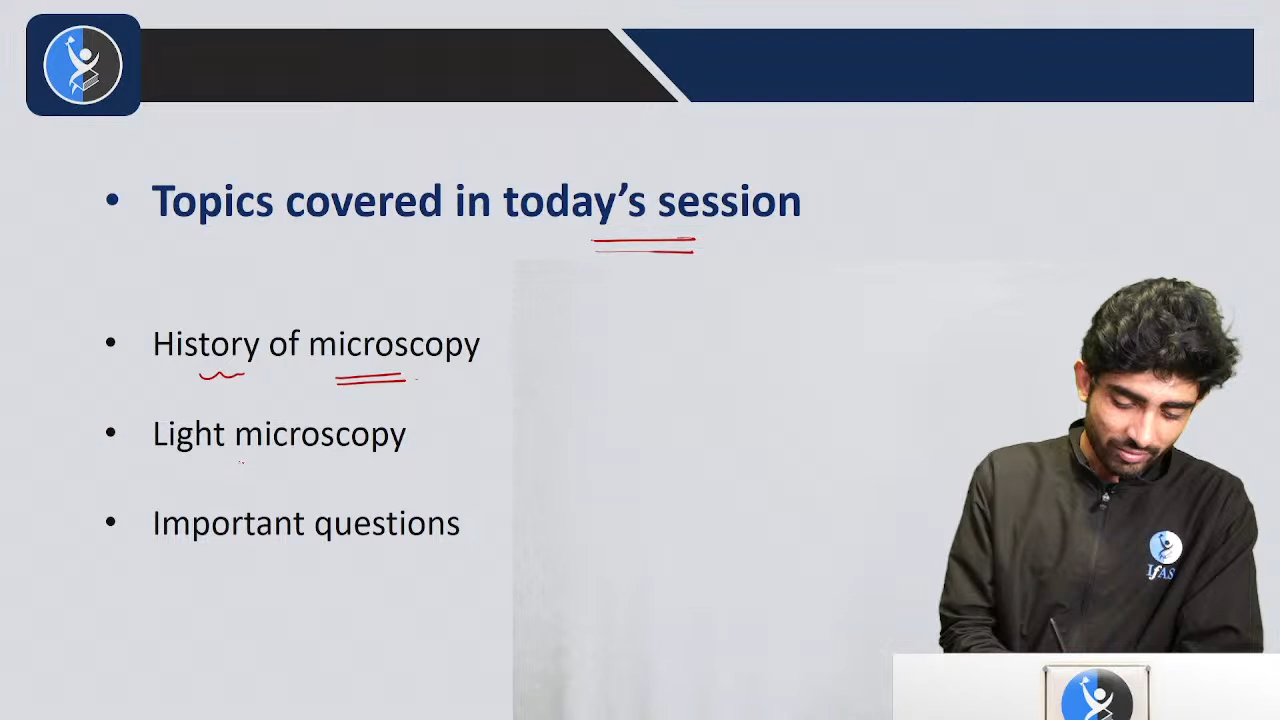 • Topics covered in today’s session
• History of microscopy
• Light microscopy
• Important questions
IFAS